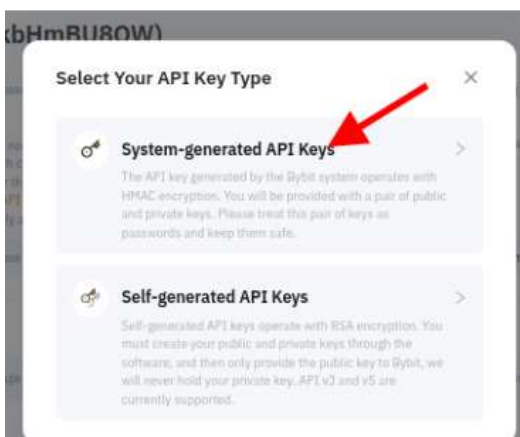 kbHmBU8OW)
Select Your API Key Type
System-generated API Keys
The API key generated by the Bybit system operates with
HMAC encryption. You will be provided with a pair of public
and private keys. Please treat this pair of keys as
passwords and keep them safe.
Self-generated API Keys
Self-generated API keys operate with RSA encryption. You
must create your public and private keys through the
software, and then only provide the public key to Bybit, we
will never hold your private key. API v3 and v5 are
currently supported.